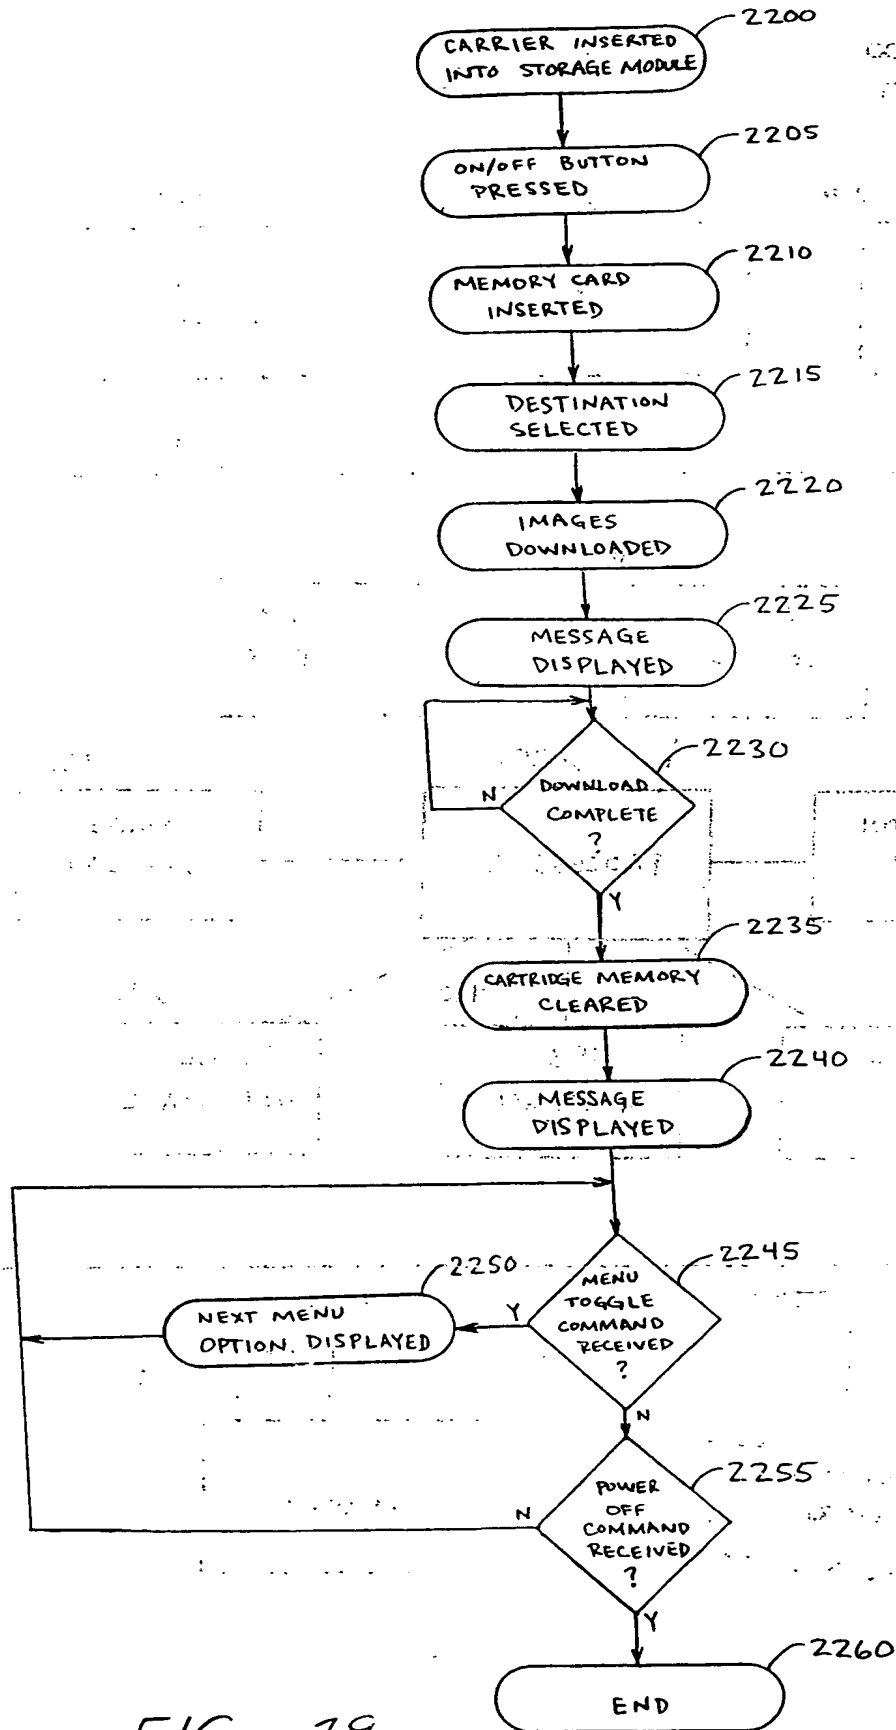 2200
CARRIER INSERTED
INTO STORAGE MODULE
2205
ON/OFF BUTTON
PRESSED
2210
MEMORY CARD
INSERTED
2215
DESTINATION
SELECTED
2220
IMAGES
DOWNLOADED
2225
MESSAGE
DISPLAYED
2230
DOWNLOAD
COMPLETE
?
N
Y
2235
CARTRIDGE MEMORY
CLEARED
2240
MESSAGE
DISPLAYED
2245
MENU
TOGGLE
COMMAND
RECEIVED
?
Y
N
2250
NEXT MENU
OPTION DISPLAYED
2255
POWER
OFF
COMMAND
RECEIVED
?
N
Y
2260
END